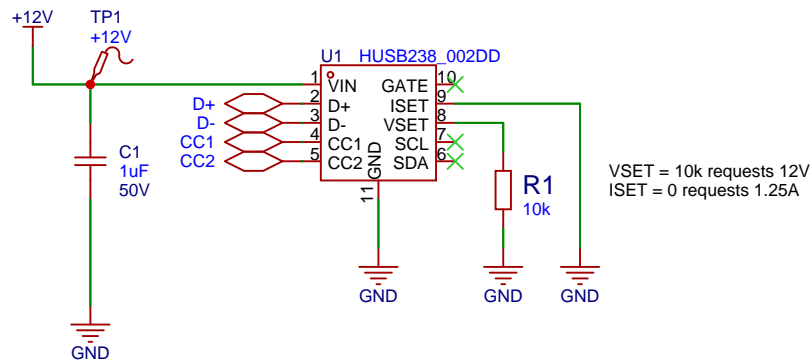 +12V
TP1
+12V
U1
HUSB238_002DD
1
VIN
2
D+
3
D-
4
CC1
5
CC2
GND
11
10
GATE
9
ISET
8
VSET
7
SCL
6
SDA
D+
D-
CC1
CC2
C1
1uF
50V
R1
10k
VSET = 10k requests 12V
ISET = 0 requests 1.25A
GND
GND
GND
GND